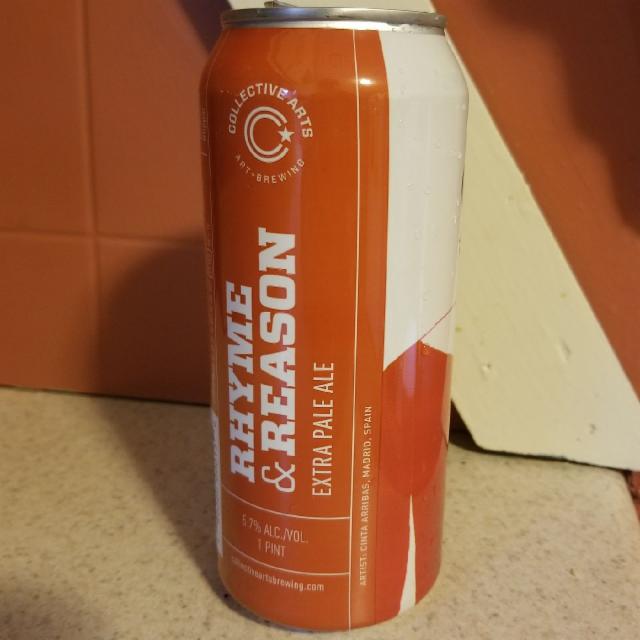 COLLECTIVE ARTS
ART + BREWING
RHYME
& REASON
EXTRA PALE ALE
5.7% ALC./VOL.
1 PINT
collectiveartsbrewing.com
ARTIST: CINTA ARRIBAS, MADRID, SPAIN